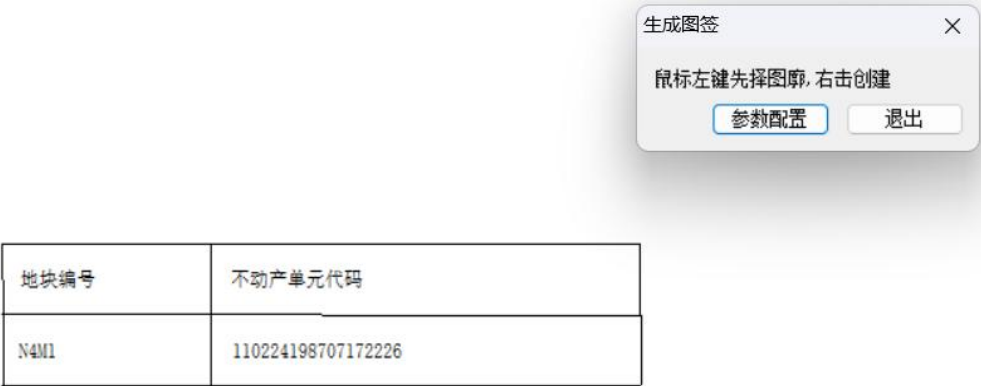 生成图签
鼠标左键先择图廓,右击创建
参数配置 退出
地块编号 不动产单元代码
N4M1 110224198707172226